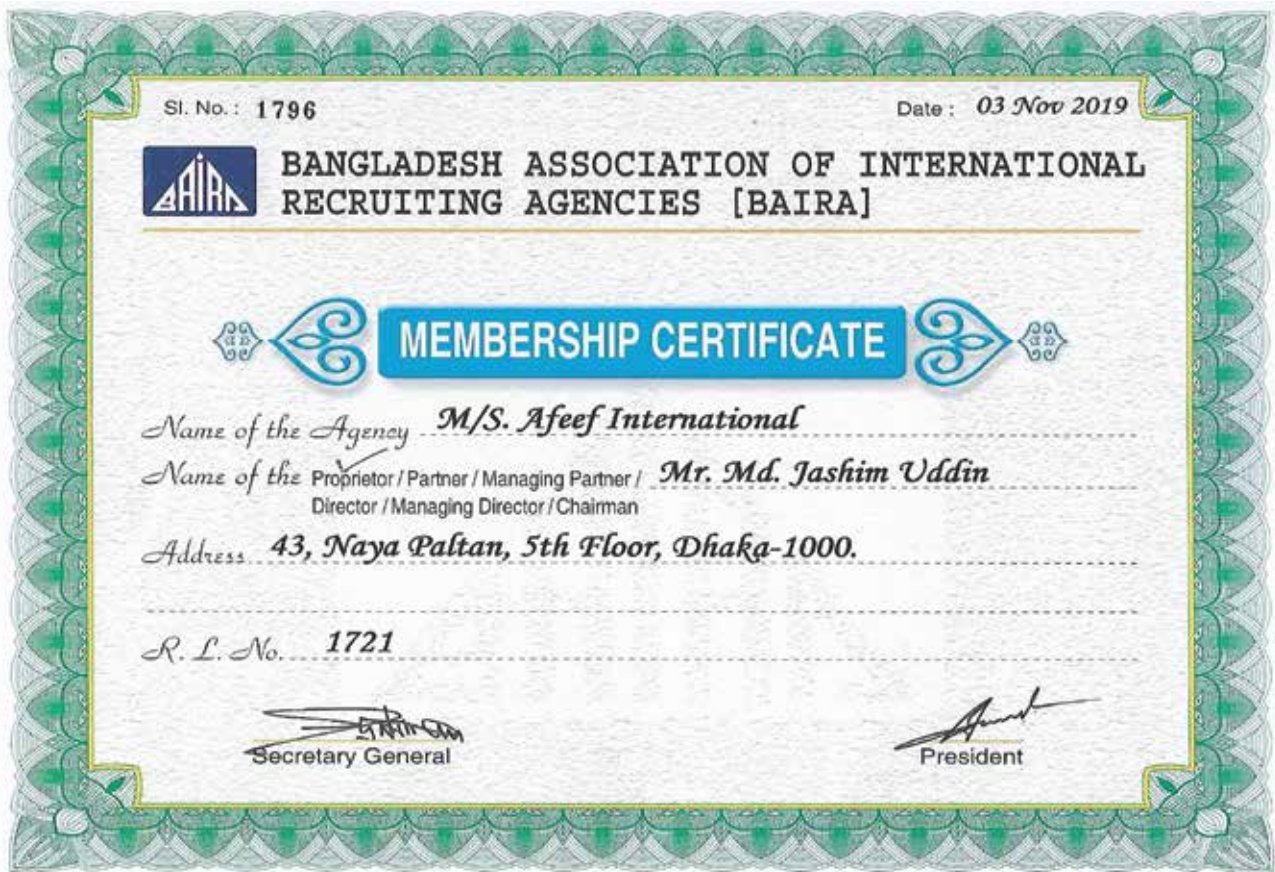 Sl. No. : 1796
Date : 03 Nov 2019
BAIRA
BANGLADESH ASSOCIATION OF INTERNATIONAL
RECRUITING AGENCIES [BAIRA]
MEMBERSHIP CERTIFICATE
Name of the Agency M/S. Afeef International
Name of the Proprietor / Partner / Managing Partner / Mr. Md. Jashim Uddin
Director / Managing Director / Chairman
Address 43, Naya Paltan, 5th Floor, Dhaka-1000.
R. L. No. 1721
Secretary General
President